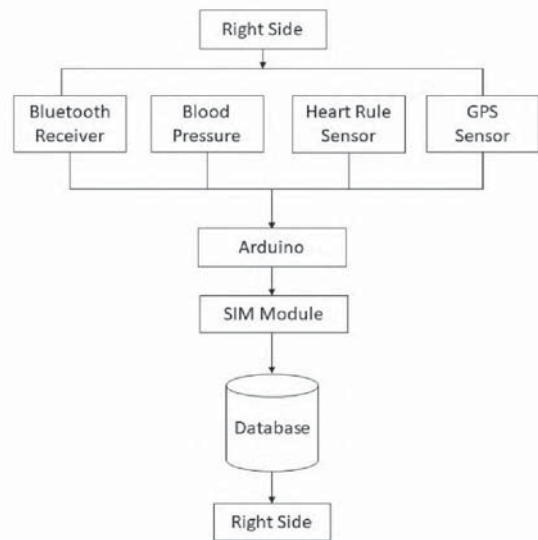 Right Side
Bluetooth
Receiver
Blood
Pressure
Heart Rule
Sensor
GPS
Sensor
Arduino
SIM Module
Database
Right Side